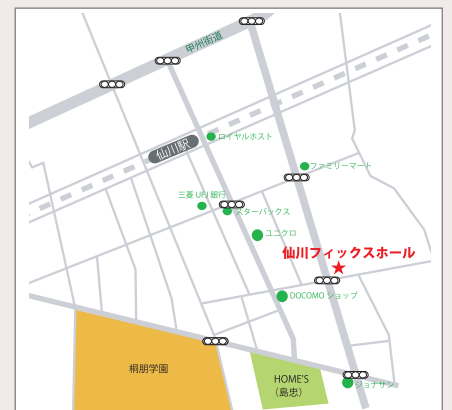 甲州街道
ロイヤルホスト
仙川駅
ファミリーマート
三菱 UFJ 銀行
スターバックス
ユニクロ
仙川フィックスホール
DOCOMO ショップ
桐朋学園
HOME'S
（島忠）
ジョナサン